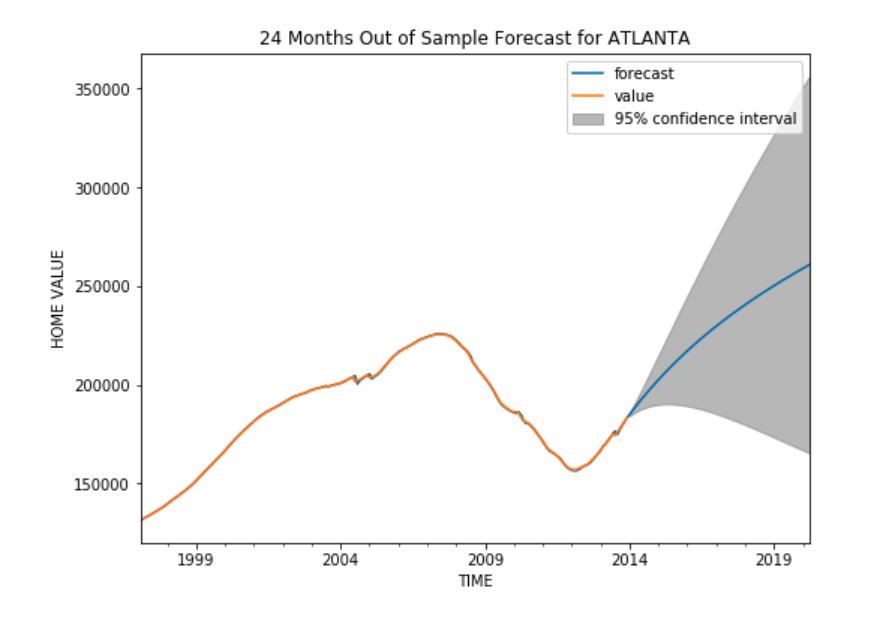 24 Months Out of Sample Forecast for ATLANTA
forecast
value
95% confidence interval
350000
300000
250000
200000
150000
HOME VALUE
1999 2004 2009 2014 2019
TIME